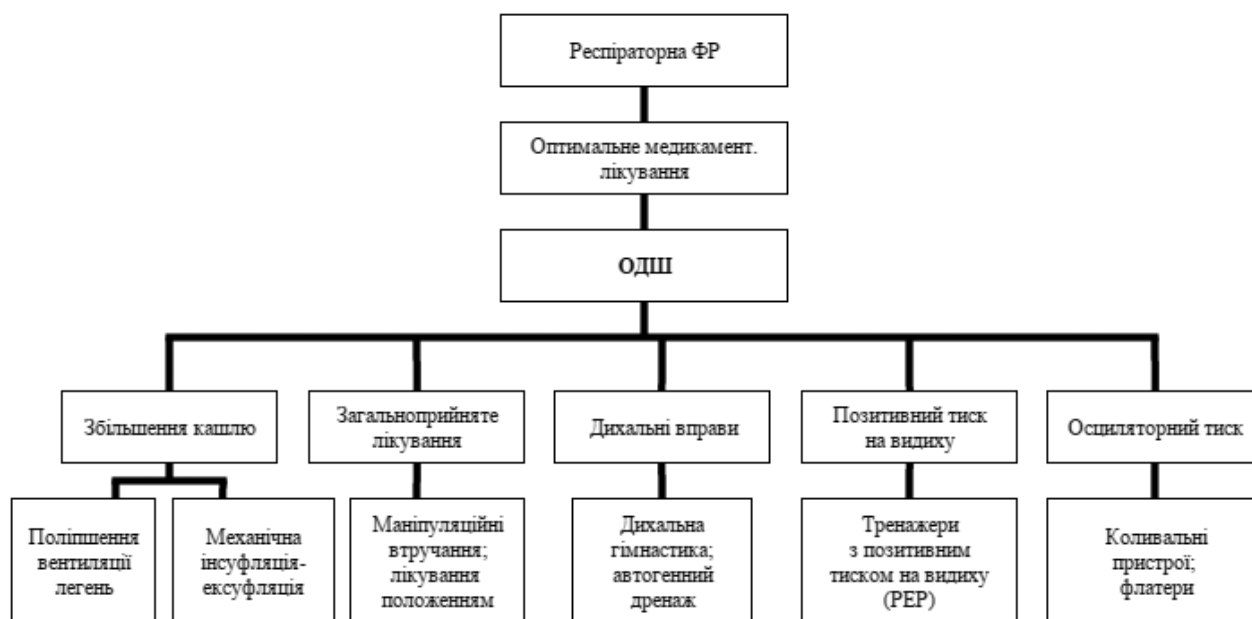 Респіраторна ФР
Оптимальне медикамент.
лікування
ОДШ
Збільшення кашлю
Загальноприйняте
лікування
Дихальні вправи
Позитивний тиск
на видиху
Осциляторний тиск
Поліпшення
вентиляції
легень
Механічна
інсуфляція-
ексуфляція
Маніпуляційні
втручання;
лікування
положенням
Дихальна
гімнастика;
автогенний
дренаж
Тренажери
з позитивним
тиском на видиху
(PEP)
Коливальні
пристрої;
флатери